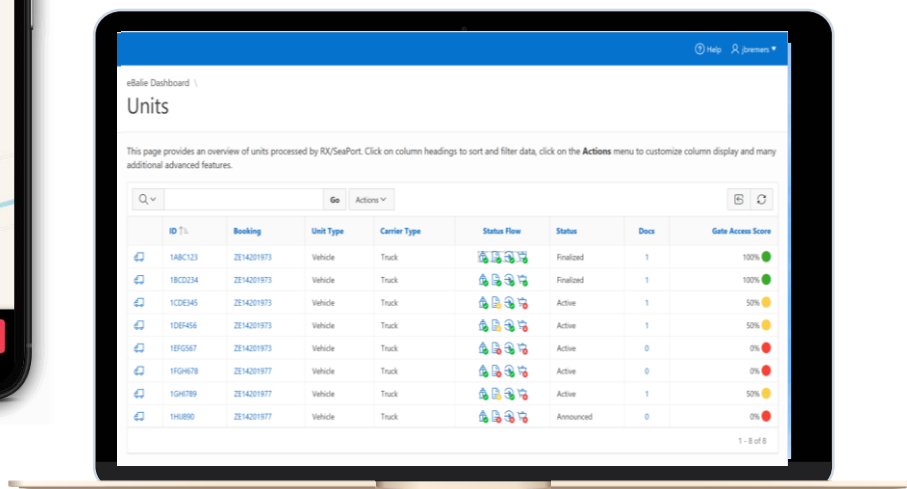 Help jbremers
eBalie Dashboard \
Units
This page provides an overview of units processed by RX/SeaPort. Click on column headings to sort and filter data, click on the Actions menu to customize column display and many
additional advanced features.
Go Actions
ID Booking Unit Type Carrier Type Status Flow Status Docs Gate Access Score
1ABC123 ZE14201973 Vehicle Truck Finalized 1 100%
1BCD234 ZE14201973 Vehicle Truck Finalized 1 100%
1CDE345 ZE14201973 Vehicle Truck Active 1 50%
1DEF456 ZE14201973 Vehicle Truck Active 1 50%
1EFG567 ZE14201973 Vehicle Truck Active 0 0%
1FGH678 ZE14201977 Vehicle Truck Active 0 0%
1GHI789 ZE14201977 Vehicle Truck Active 1 50%
ZE14201977 Vehicle Truck Announced 0 0%
1 - 8 of 8